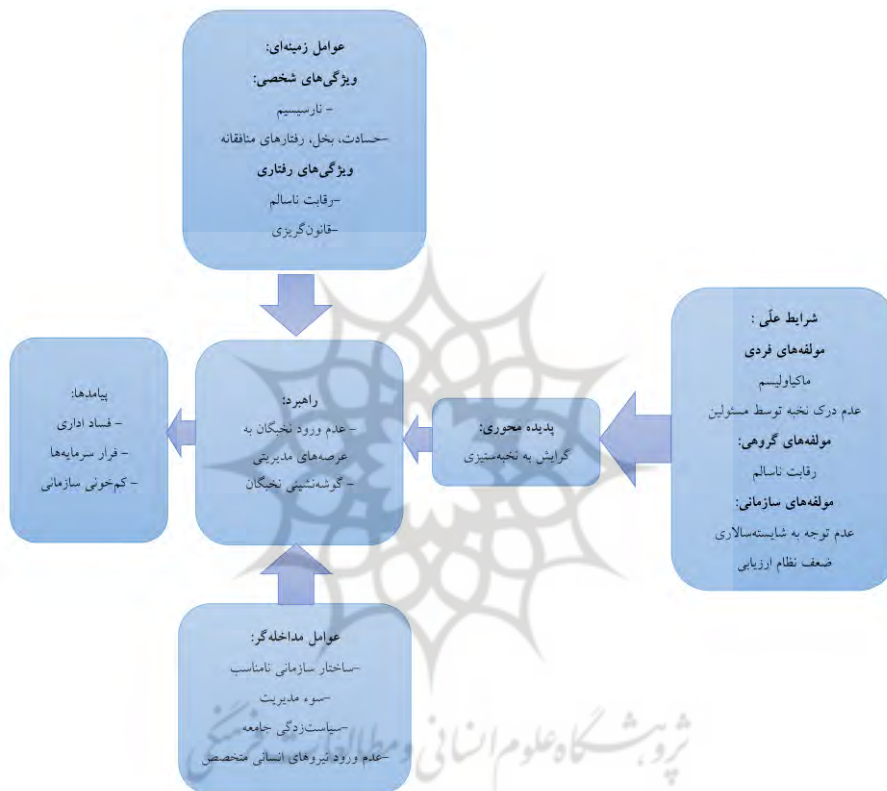 عوامل زمینه‌ای:
ویژگی‌های شخصی:
- نارسیسیم
-حسادت، بخل، رفتارهای منافقانه
ویژگی‌های رفتاری
-رقابت ناسالم
-قانون‌گریزی
شرایط علّی :
مولفه‌های فردی
ماکیاولیسم
عدم درک نخبه توسط مسئولین
مولفه‌های گروهی:
رقابت ناسالم
مولفه‌های سازمانی:
عدم توجه به شایسته‌سالاری
ضعف نظام ارزیابی
پدیده محوری:
گرایش به نخبه‌ستیزی
راهبرد:
- عدم ورود نخبگان به
عرصه‌های مدیریتی
- گوشه‌نشینی نخبگان
پیامدها:
- فساد اداری
- فرار سرمایه‌ها
- کم‌خونی سازمانی
عوامل مداخله‌گر:
-ساختار سازمانی نامناسب
-سوء مدیریت
-سیاست‌زدگی جامعه
-عدم ورود نیروهای انسانی متخصص
پژوهشگاه علوم انسانی و مطالعات فرهنگی